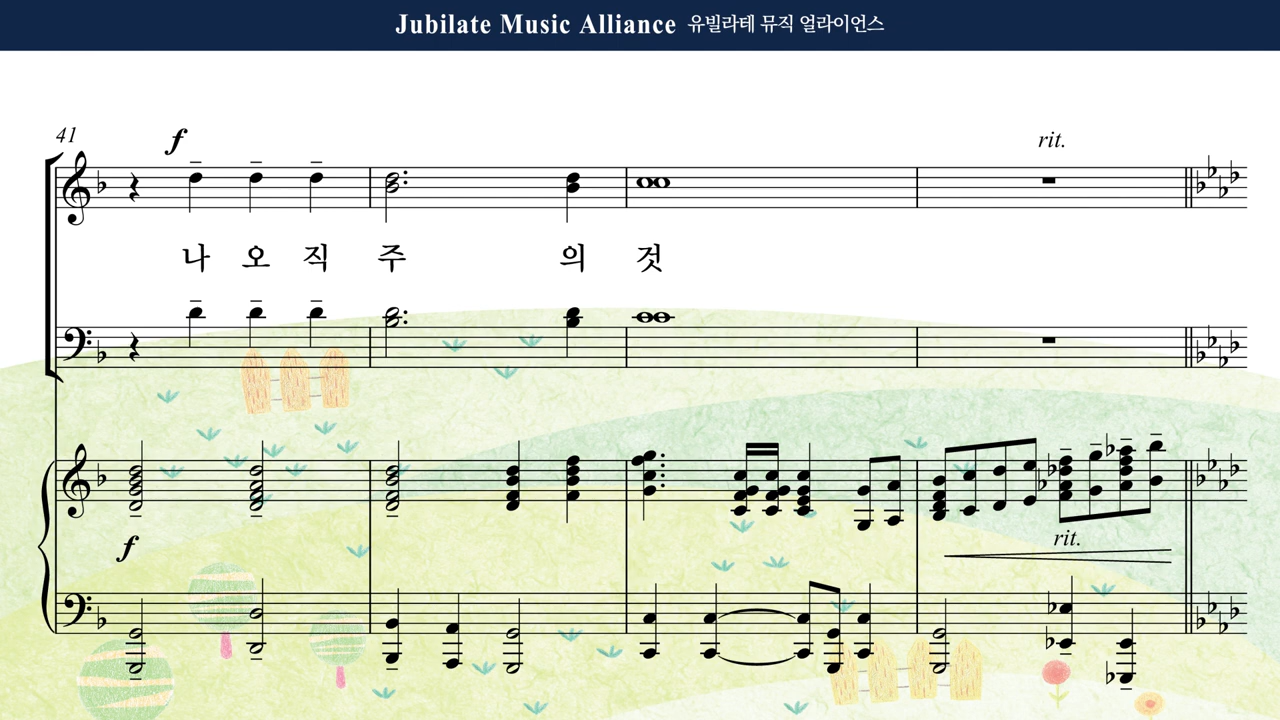 Jubilate Music Alliance 유빌라테 뮤직 얼라이언스
41
f
rit.
나 오 직 주 의 것
f
rit.